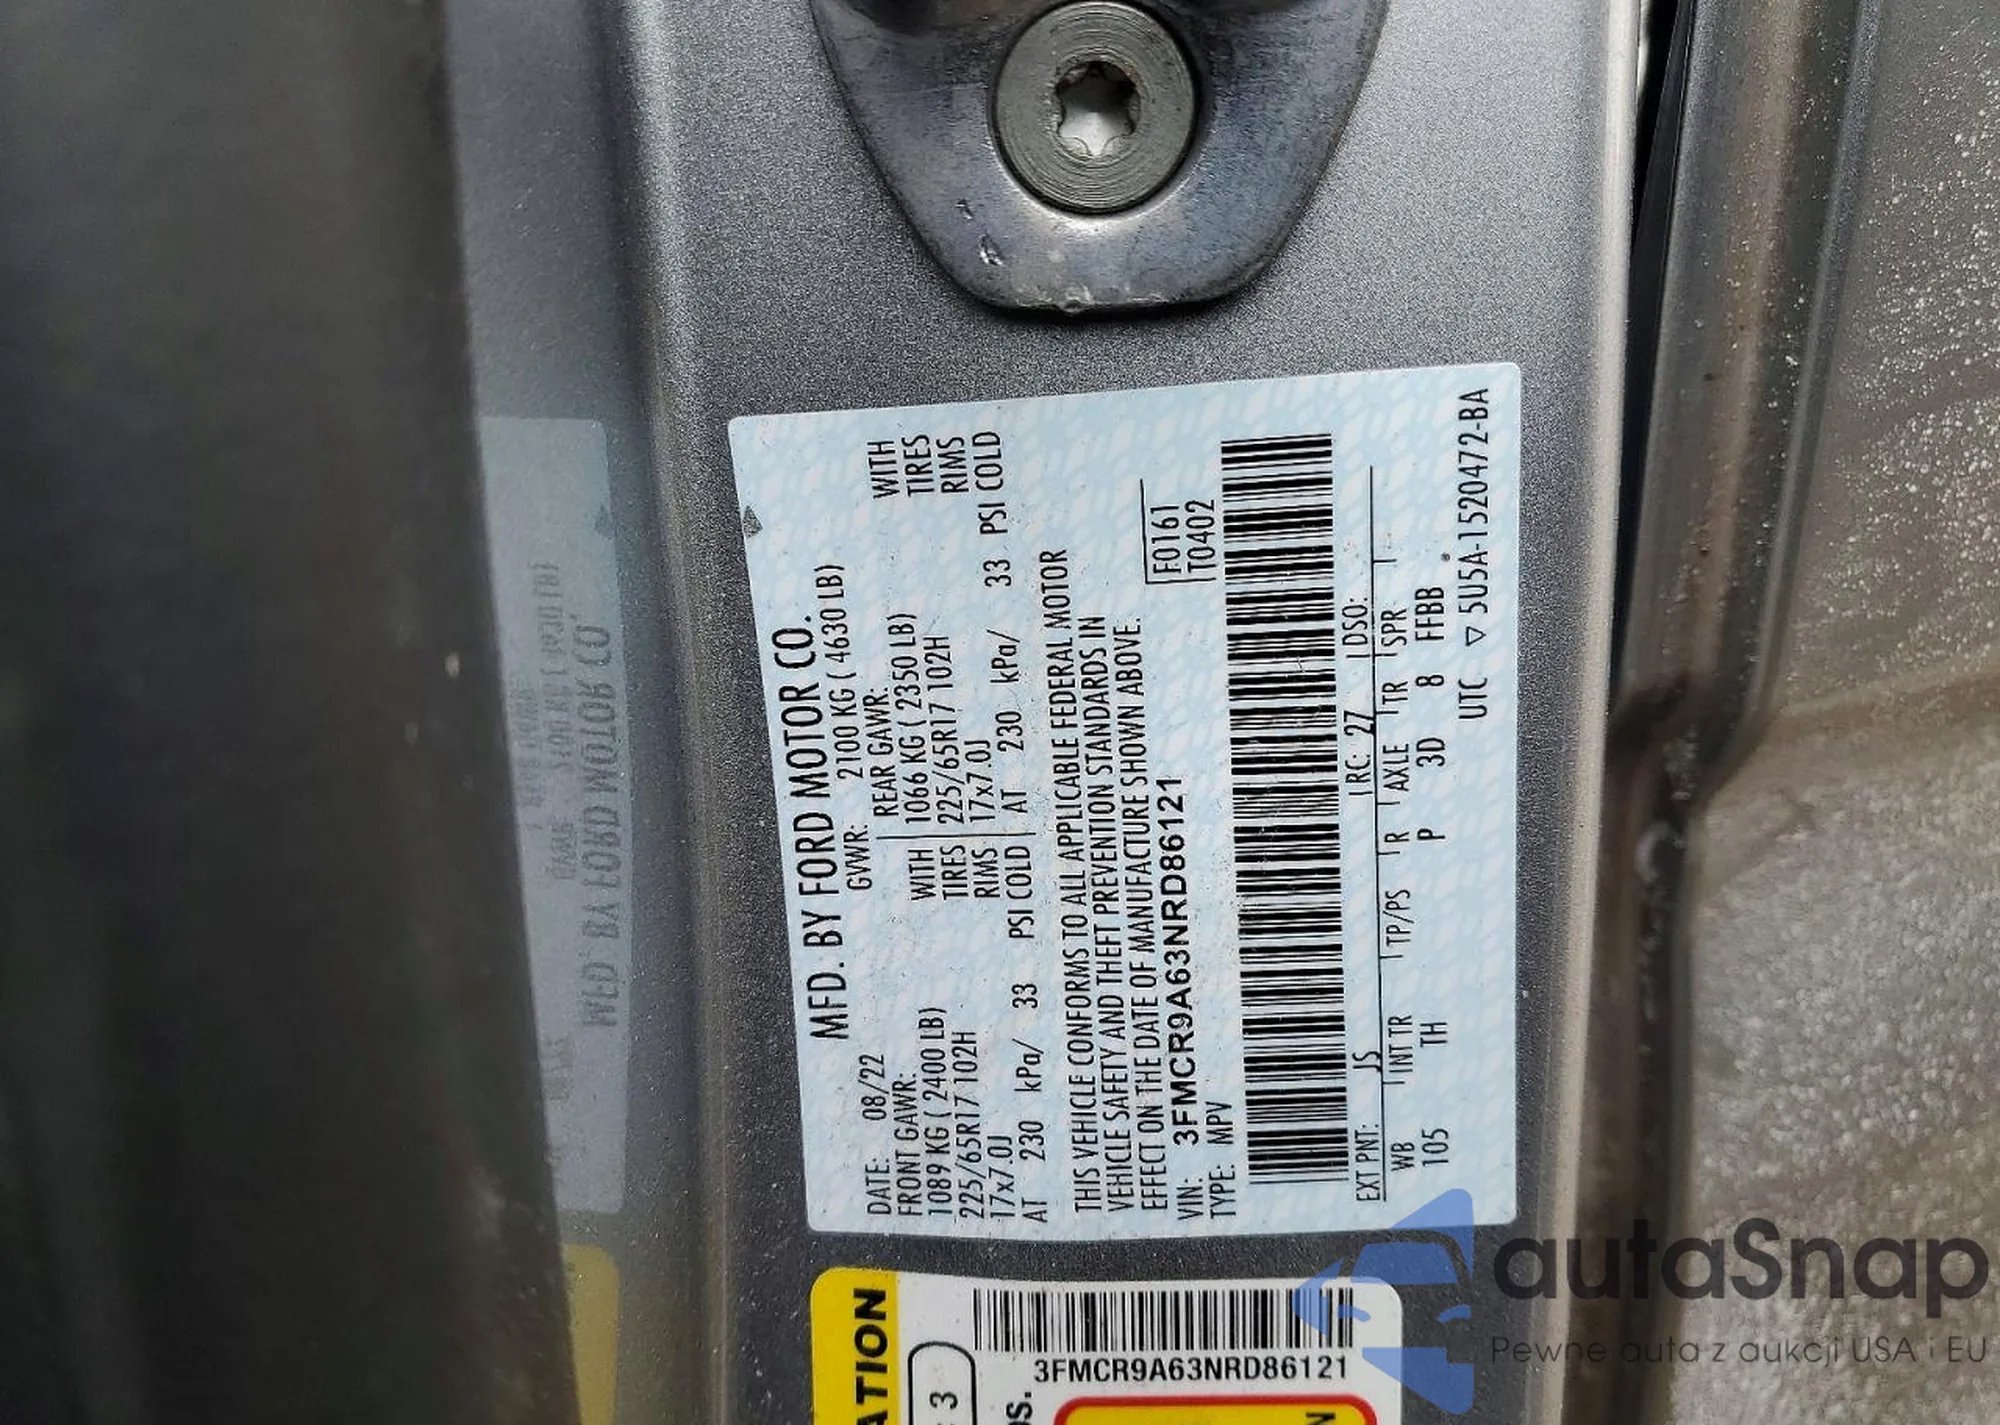 MFD. BY FORD MOTOR CO.
DATE: 08/22 GVWR: 2100 KG ( 4630 LB)
FRONT GAWR: REAR GAWR: WITH
1089 KG ( 2400 LB) WITH 1066 KG ( 2350 LB) TIRES
225/65R17 102H TIRES 225/65R17 102H RIMS
17x7.0J RIMS 17x7.0J
AT 230 kPa/ 33 PSI COLD AT 230 kPa/ 33 PSI COLD
THIS VEHICLE CONFORMS TO ALL APPLICABLE FEDERAL MOTOR
VEHICLE SAFETY AND THEFT PREVENTION STANDARDS IN
EFFECT ON THE DATE OF MANUFACTURE SHOWN ABOVE.
VIN: 3FMCR9A63NRD86121 F0161
TYPE: MPV T0402
EXT PNT: JS RC: 27 DSO:
WB INT TR TP/PS R AXLE TR SPR
105 TH P 3D 8 FFBB
UTC ▽ 5U5A-1520472-BA
3FMCR9A63NRD86121
autaSnap
Pewne auta z aukcji USA i EU